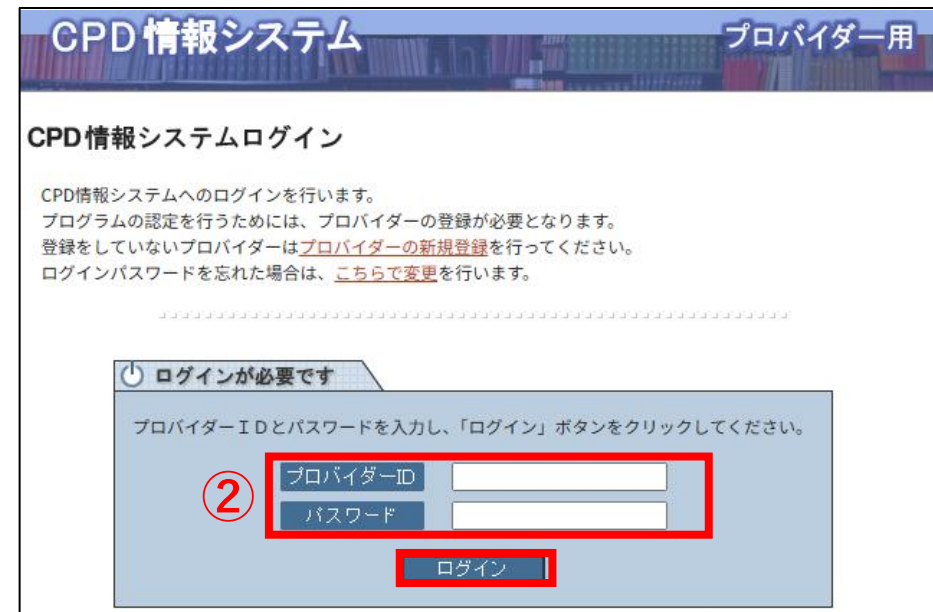 CPD情報システム
プロバイダー用
CPD情報システムログイン
CPD情報システムへのログインを行います。
プログラムの認定を行うためには、プロバイダーの登録が必要となります。
登録をしていないプロバイダーはプロバイダーの新規登録を行ってください。
ログインパスワードを忘れた場合は、こちらで変更を行います。
ログインが必要です
プロバイダーＩＤとパスワードを入力し、「ログイン」ボタンをクリックしてください。
② プロバイダーID
パスワード
ログイン